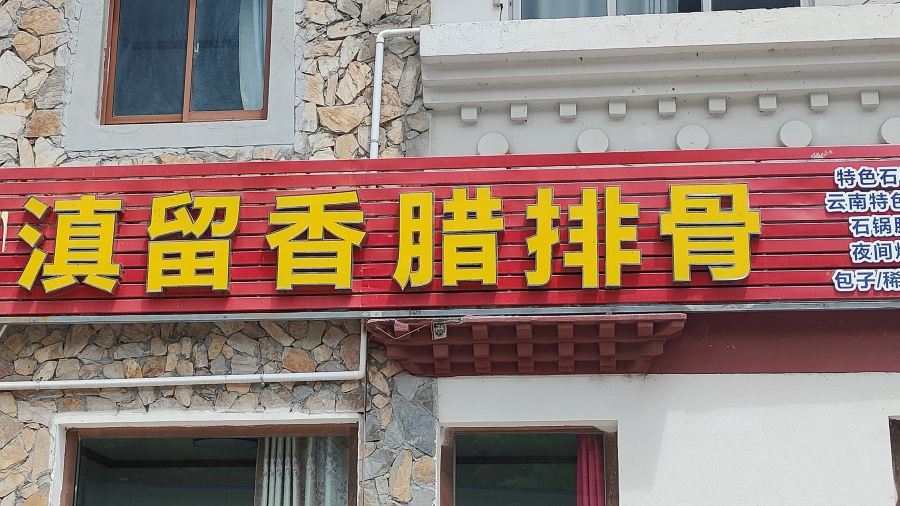 滇留香腊排骨
特色石
云南特色
石锅
夜间
包子/稀